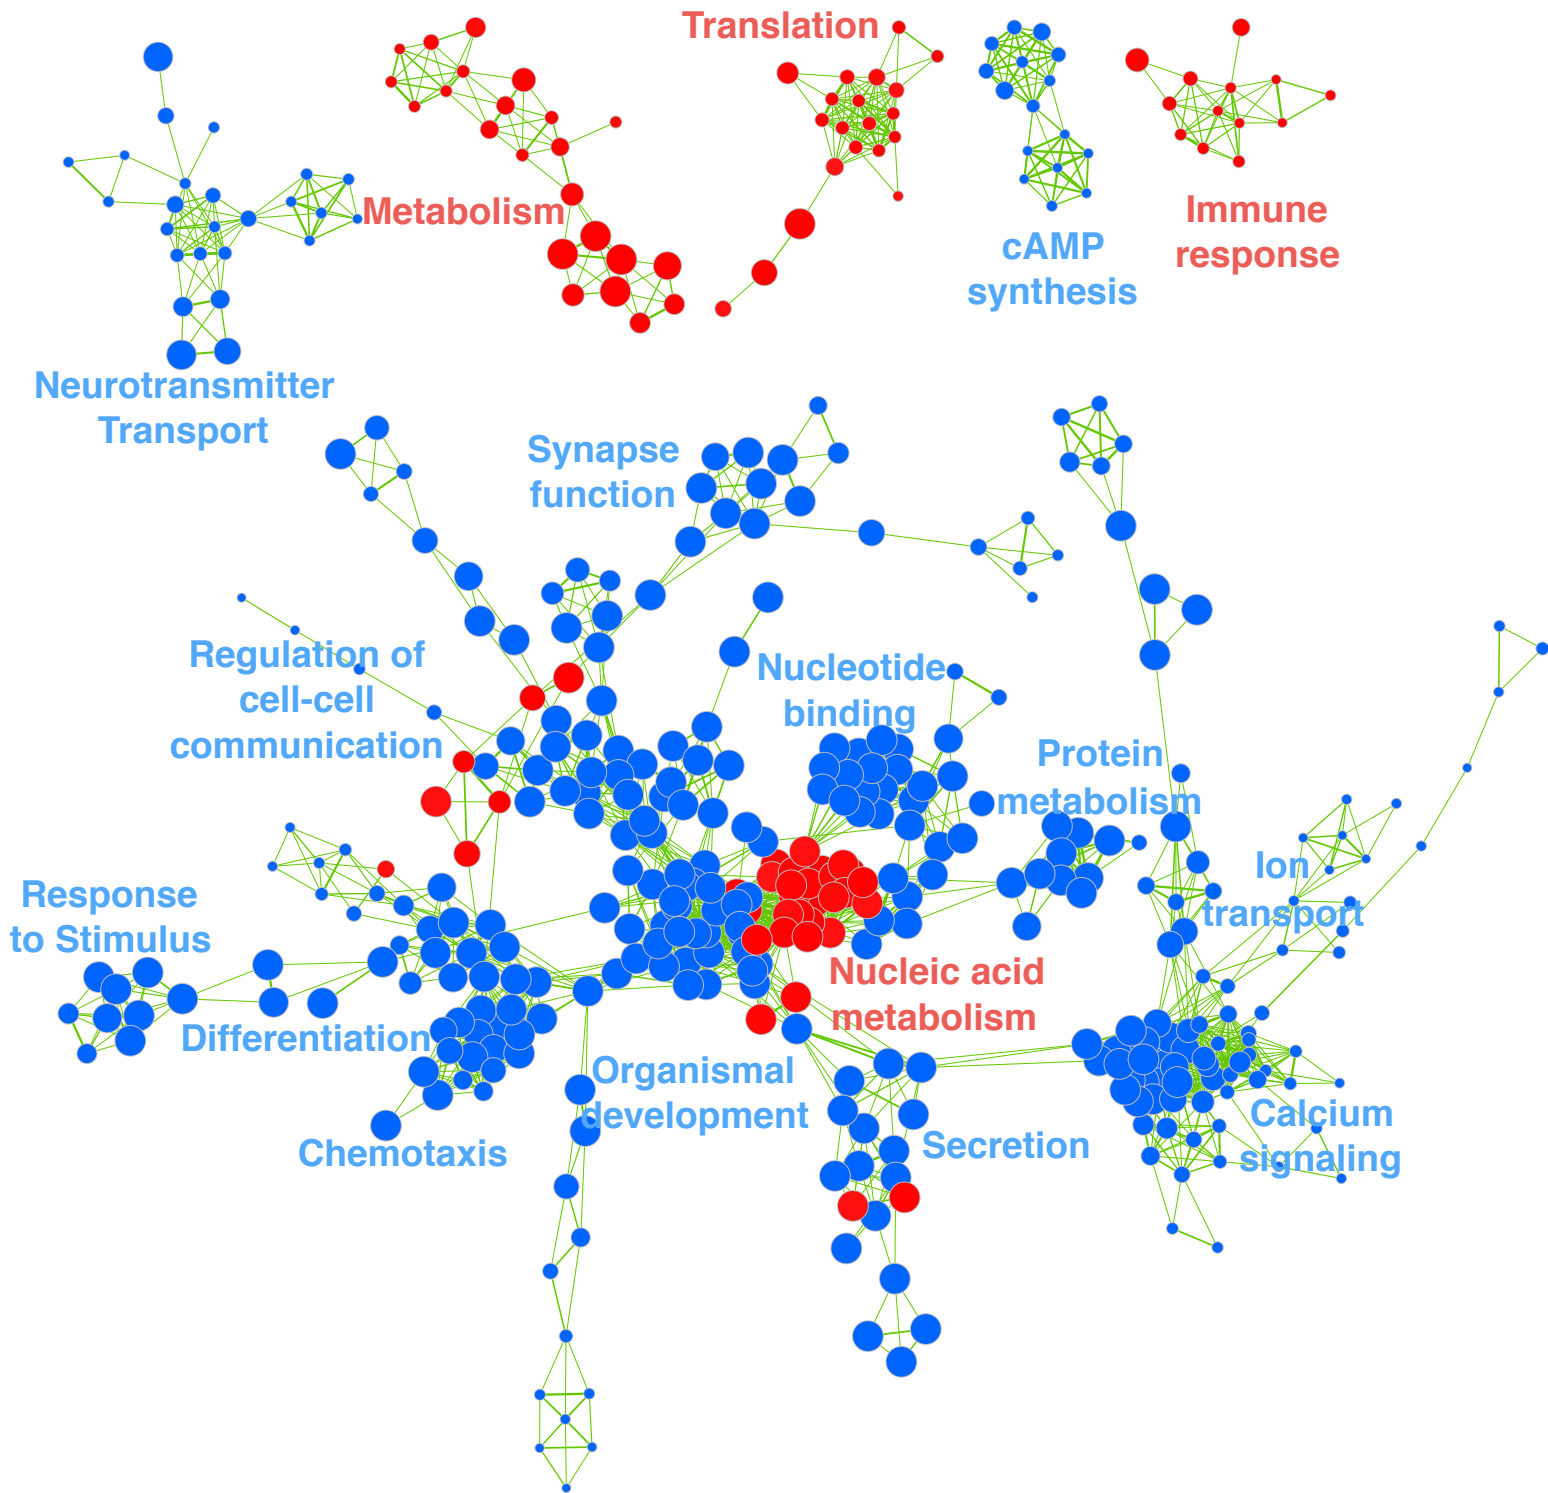 Translation
Metabolism
Immune
response
cAMP
synthesis
Neurotransmitter
Transport
Synapse
function
Regulation of
cell-cell
communication
Nucleotide
binding
Protein
metabolism
Ion
transport
Response
to Stimulus
Nucleic acid
metabolism
Differentiation
Organismal
development
Chemotaxis
Secretion
Calcium
signaling